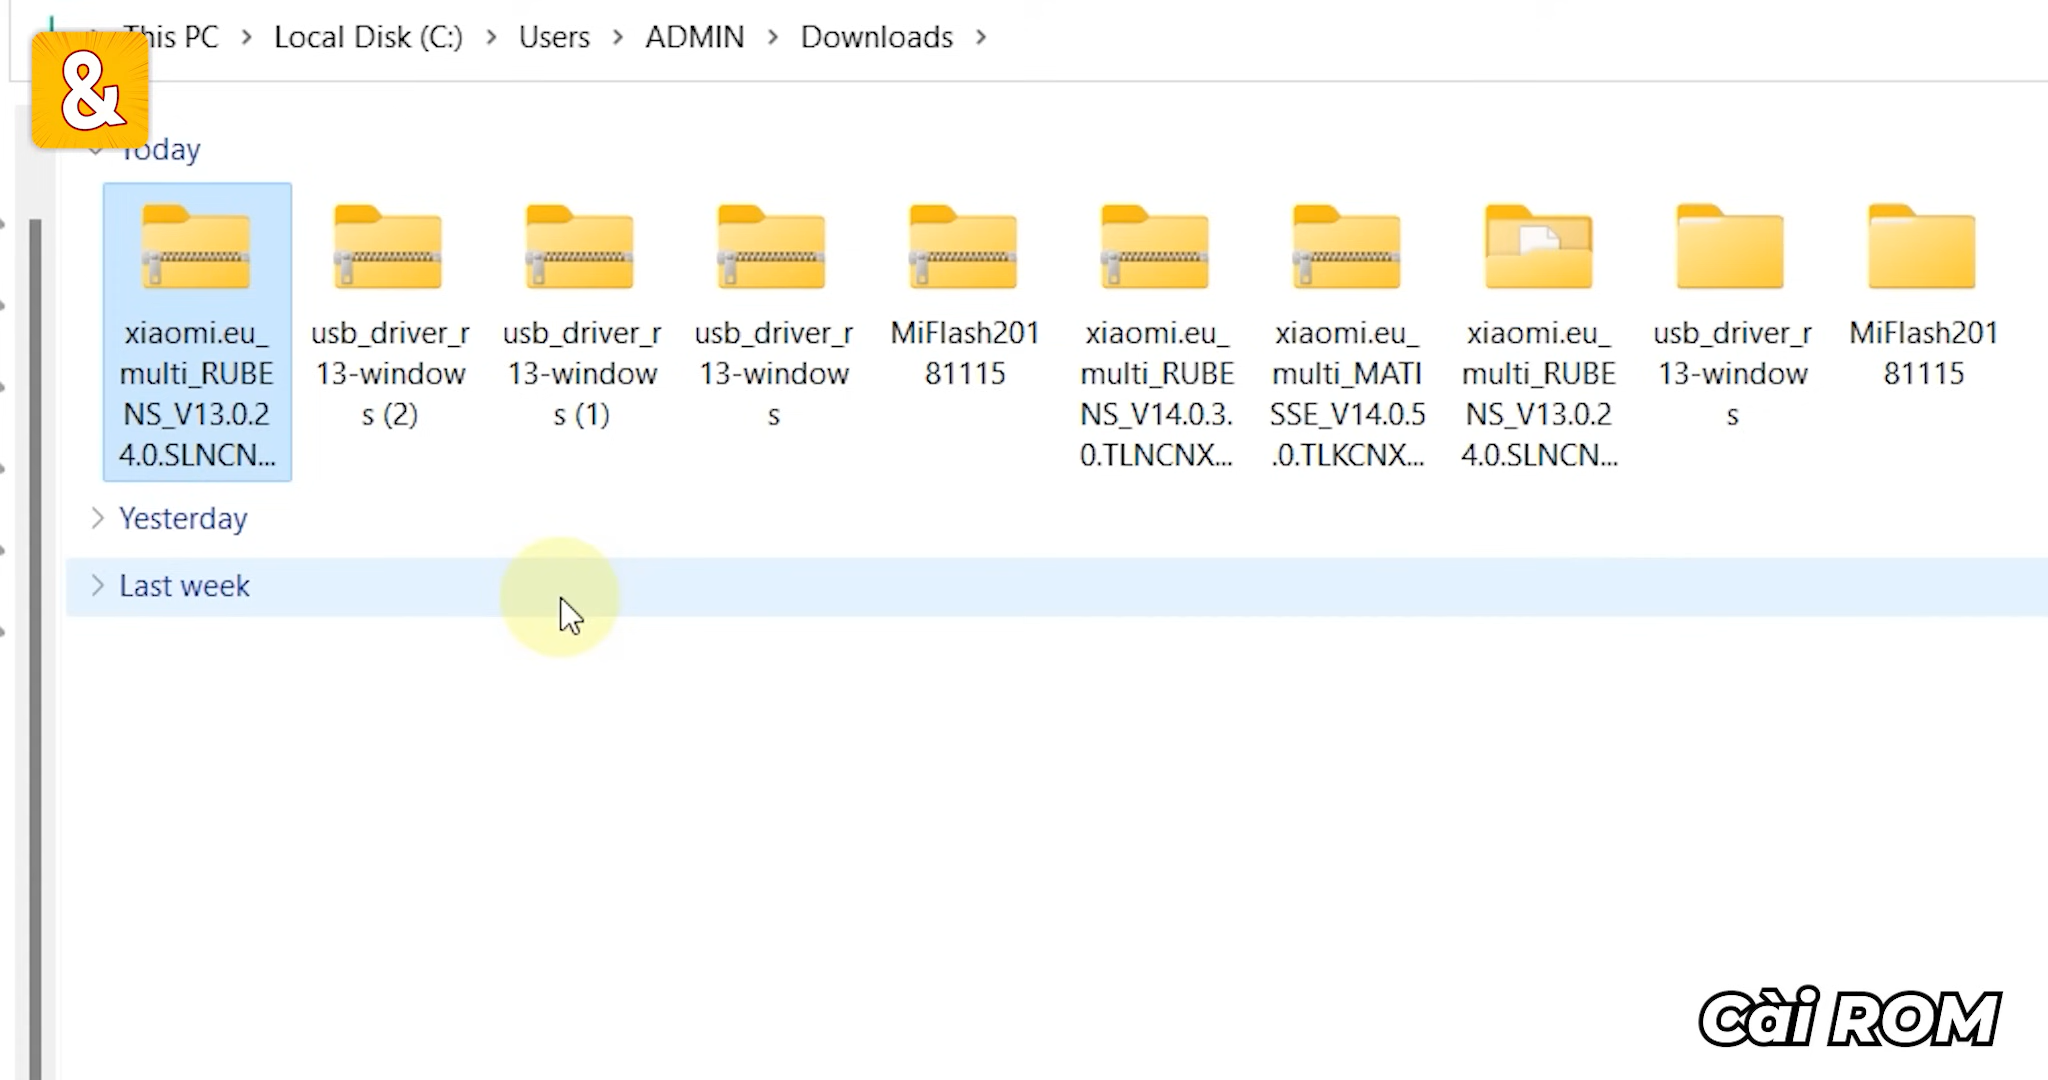 This PC > Local Disk (C:) > Users > ADMIN > Downloads >
&
Today
xiaomi.eu_
multi_RUBE
NS_V13.0.2
4.0.SLNCN...
usb_driver_r
13-window
s (2)
usb_driver_r
13-window
s (1)
usb_driver_r
13-window
s
MiFlash201
81115
xiaomi.eu_
multi_RUBE
NS_V14.0.3.
0.TLNCNX...
xiaomi.eu_
multi_MATI
SSE_V14.0.5
.0.TLKCNX...
xiaomi.eu_
multi_RUBE
NS_V13.0.2
4.0.SLNCN...
usb_driver_r
13-window
s
MiFlash201
81115
Yesterday
Last week
Cài ROM